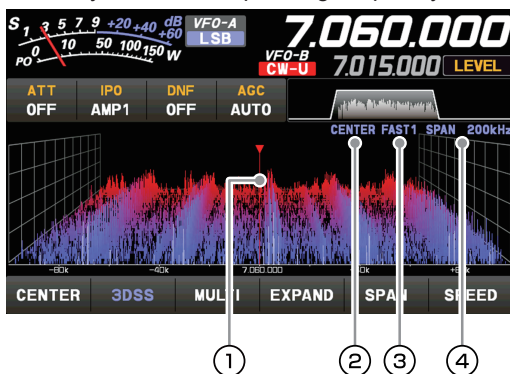 S 1 3 5 7 9 +20 +40 +60 dB
PO 0 10 50 100 150 W
VFO-A
LSB
7.060.000
VFO-B
CW-U
7.015.000
LEVEL
ATT IPO DNF AGC
OFF AMP1 OFF AUTO
CENTER FAST1 SPAN 200kHz
1
-80k -40k 7.060.000
CENTER 3DSS MULTI EXPAND SPAN SPEED
1 2 3 4